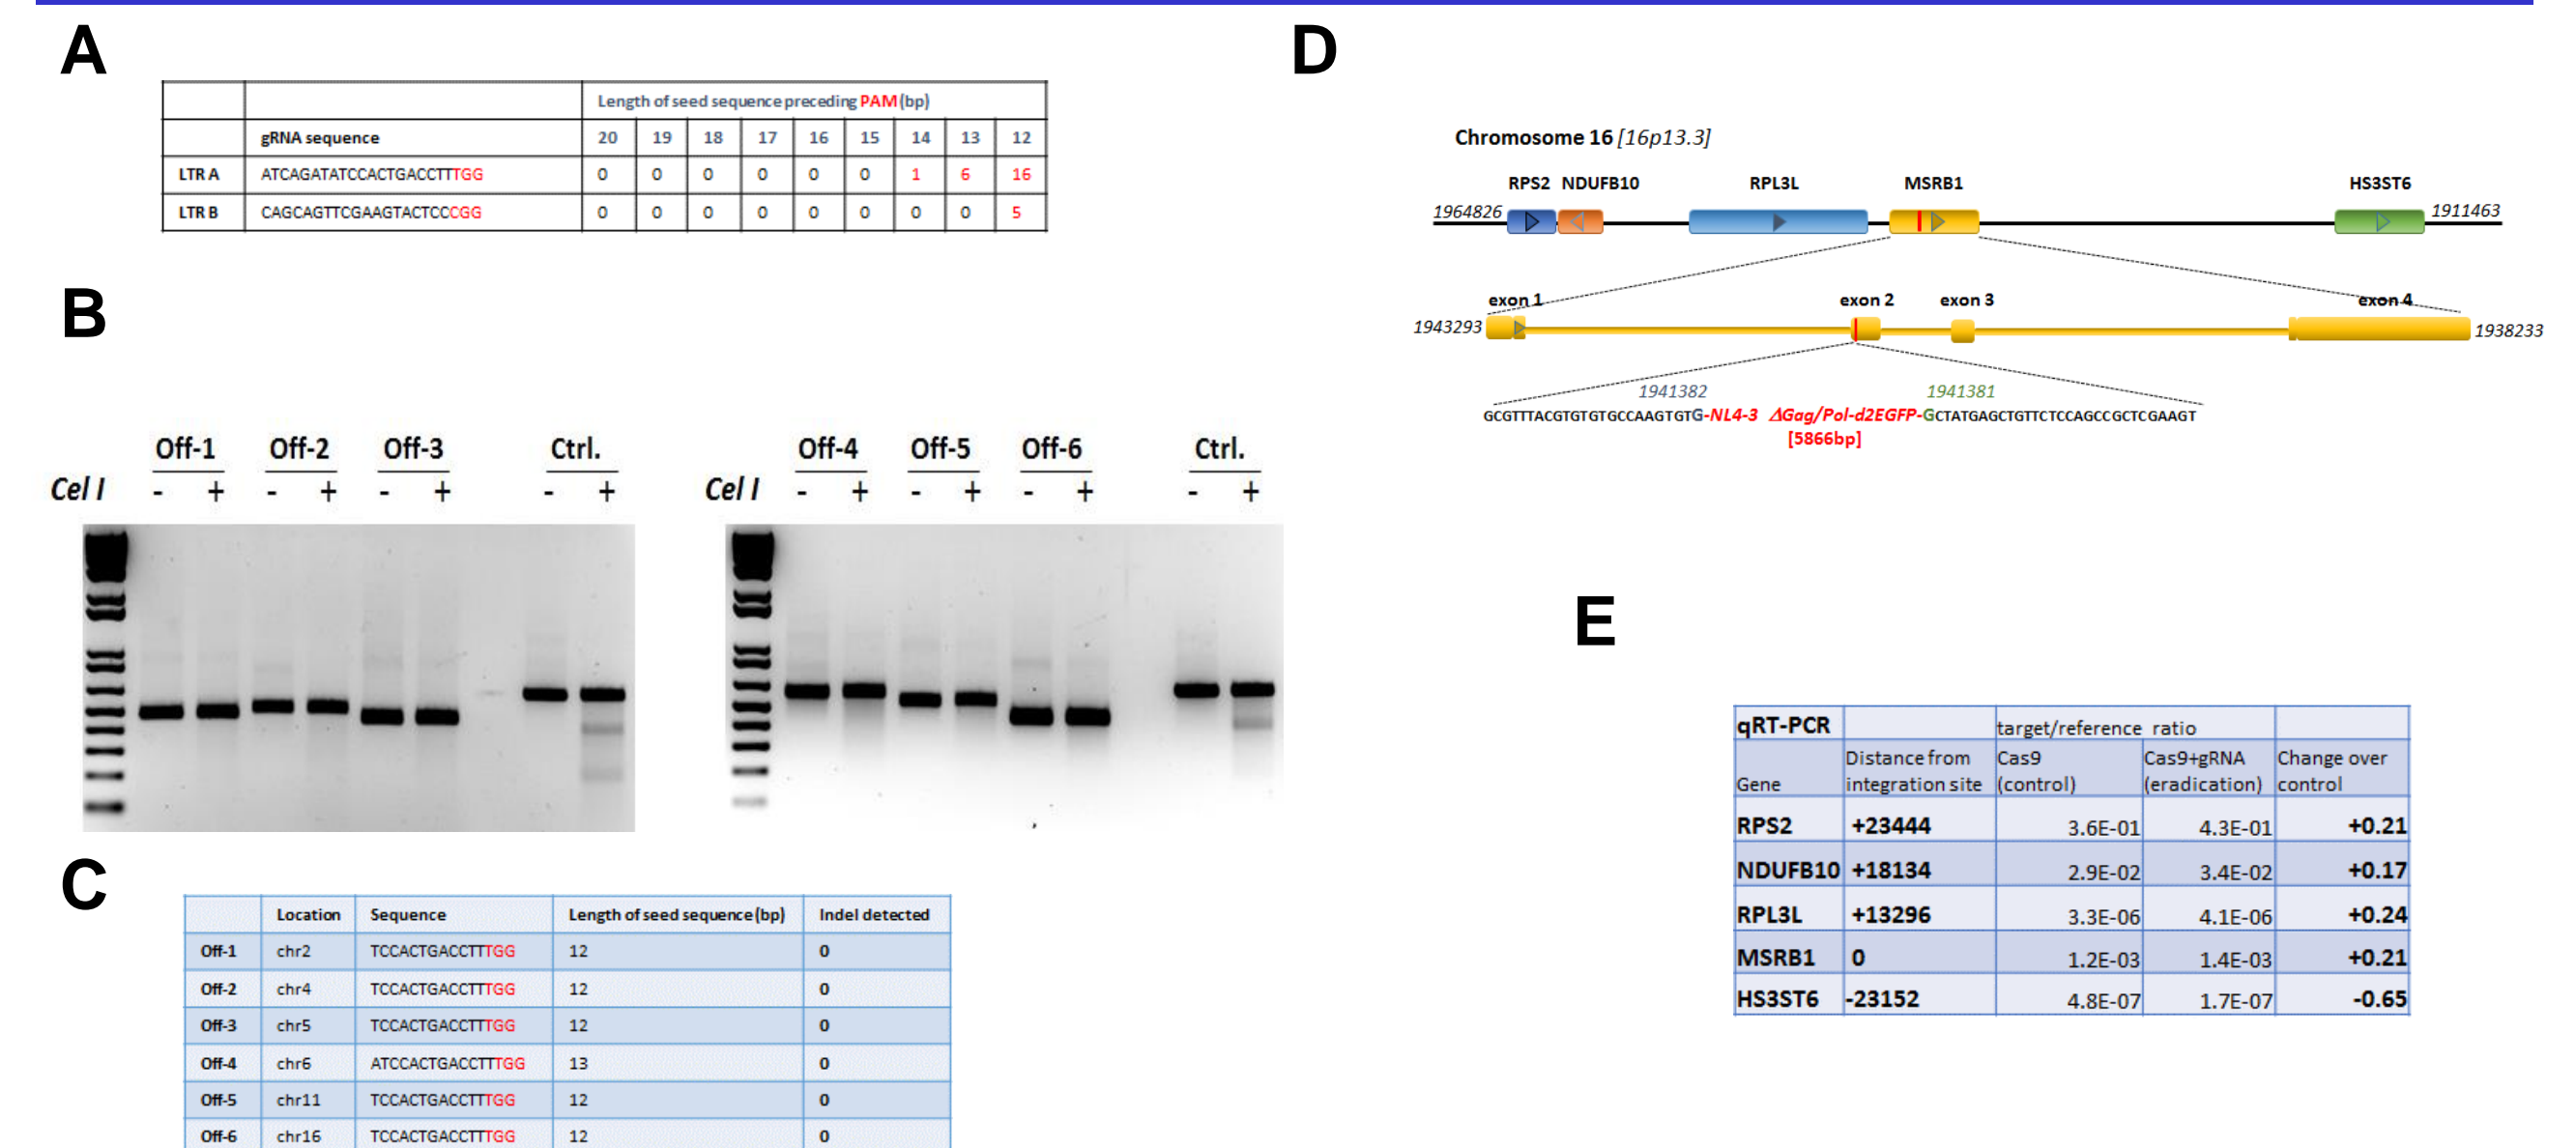 A
Length of seed sequence preceding PAM (bp)
gRNA sequence 20 19 18 17 16 15 14 13 12
LTR A ATCAGATATCCACTGACCTTTGG 0 0 0 0 0 0 1 6 16
LTR B CAGCAGTTCGAAGTACTCCCGG 0 0 0 0 0 0 0 0 5
B
Off-1 Off-2 Off-3 Ctrl.
Cel I - + - + - + - +
Off-4 Off-5 Off-6 Ctrl.
Cel I - + - + - + - +
C
Location Sequence Length of seed sequence (bp) Indel detected
Off-1 chr2 TCCACTGACCTTTGG 12 0
Off-2 chr4 TCCACTGACCTTTGG 12 0
Off-3 chr5 TCCACTGACCTTTGG 12 0
Off-4 chr6 ATCCACTGACCTTTGG 13 0
Off-5 chr11 TCCACTGACCTTTGG 12 0
Off-6 chr16 TCCACTGACCTTTGG 12 0
D
Chromosome 16 [16p13.3]
RPS2 NDUFB10 RPL3L MSRB1 HS3ST6
1964826 1911463
exon 1 exon 2 exon 3 exon 4
1943293 1938233
1941382 1941381
GCGTTTACGTGTGTGCCAAGTGTG-NL4-3 ΔGag/Pol-d2EGFP-GCTATGAGCTGTTCTCCAGCCGCTCGAAGT
[5866bp]
E
qRT-PCR target/reference ratio
Gene Distance from integration site Cas9 (control) Cas9+gRNA (eradication) Change over control
RPS2 +23444 3.6E-01 4.3E-01 +0.21
NDUFB10 +18134 2.9E-02 3.4E-02 +0.17
RPL3L +13296 3.3E-06 4.1E-06 +0.24
MSRB1 0 1.2E-03 1.4E-03 +0.21
HS3ST6 -23152 4.8E-07 1.7E-07 -0.65